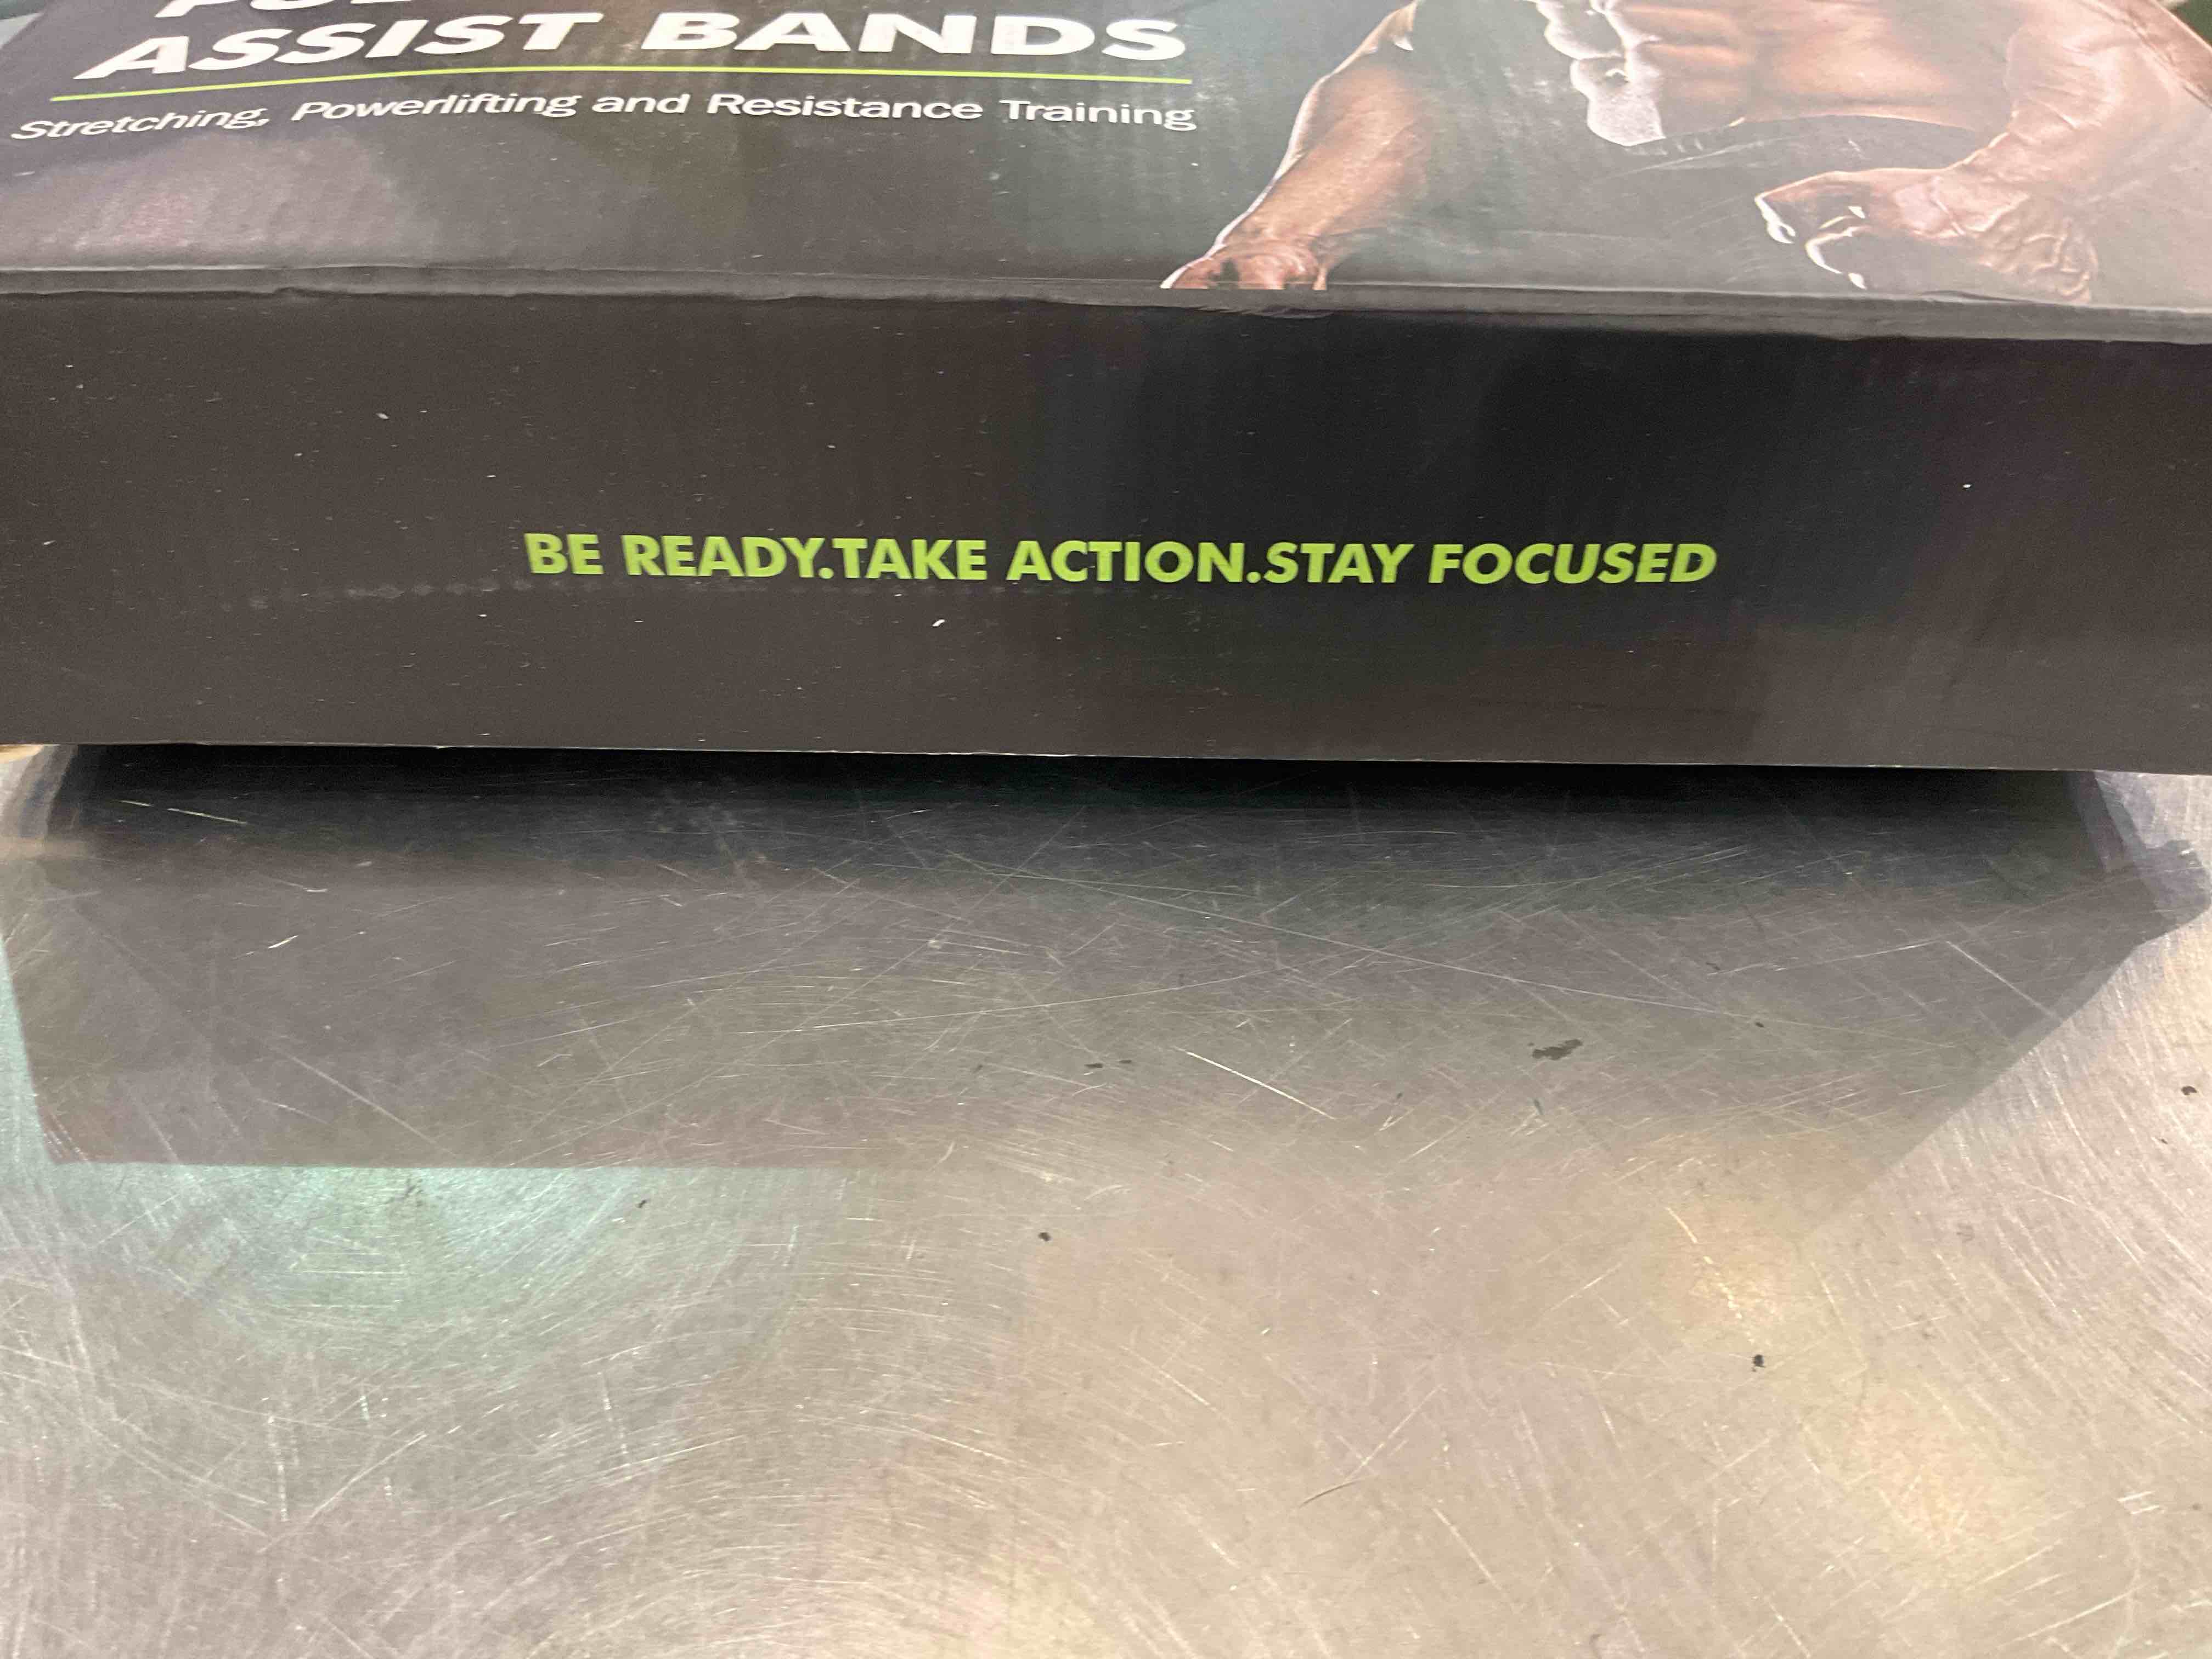 ASSIST BANDS
Stretching, Powerlifting and Resistance Training
BE READY.TAKE ACTION.STAY FOCUSED